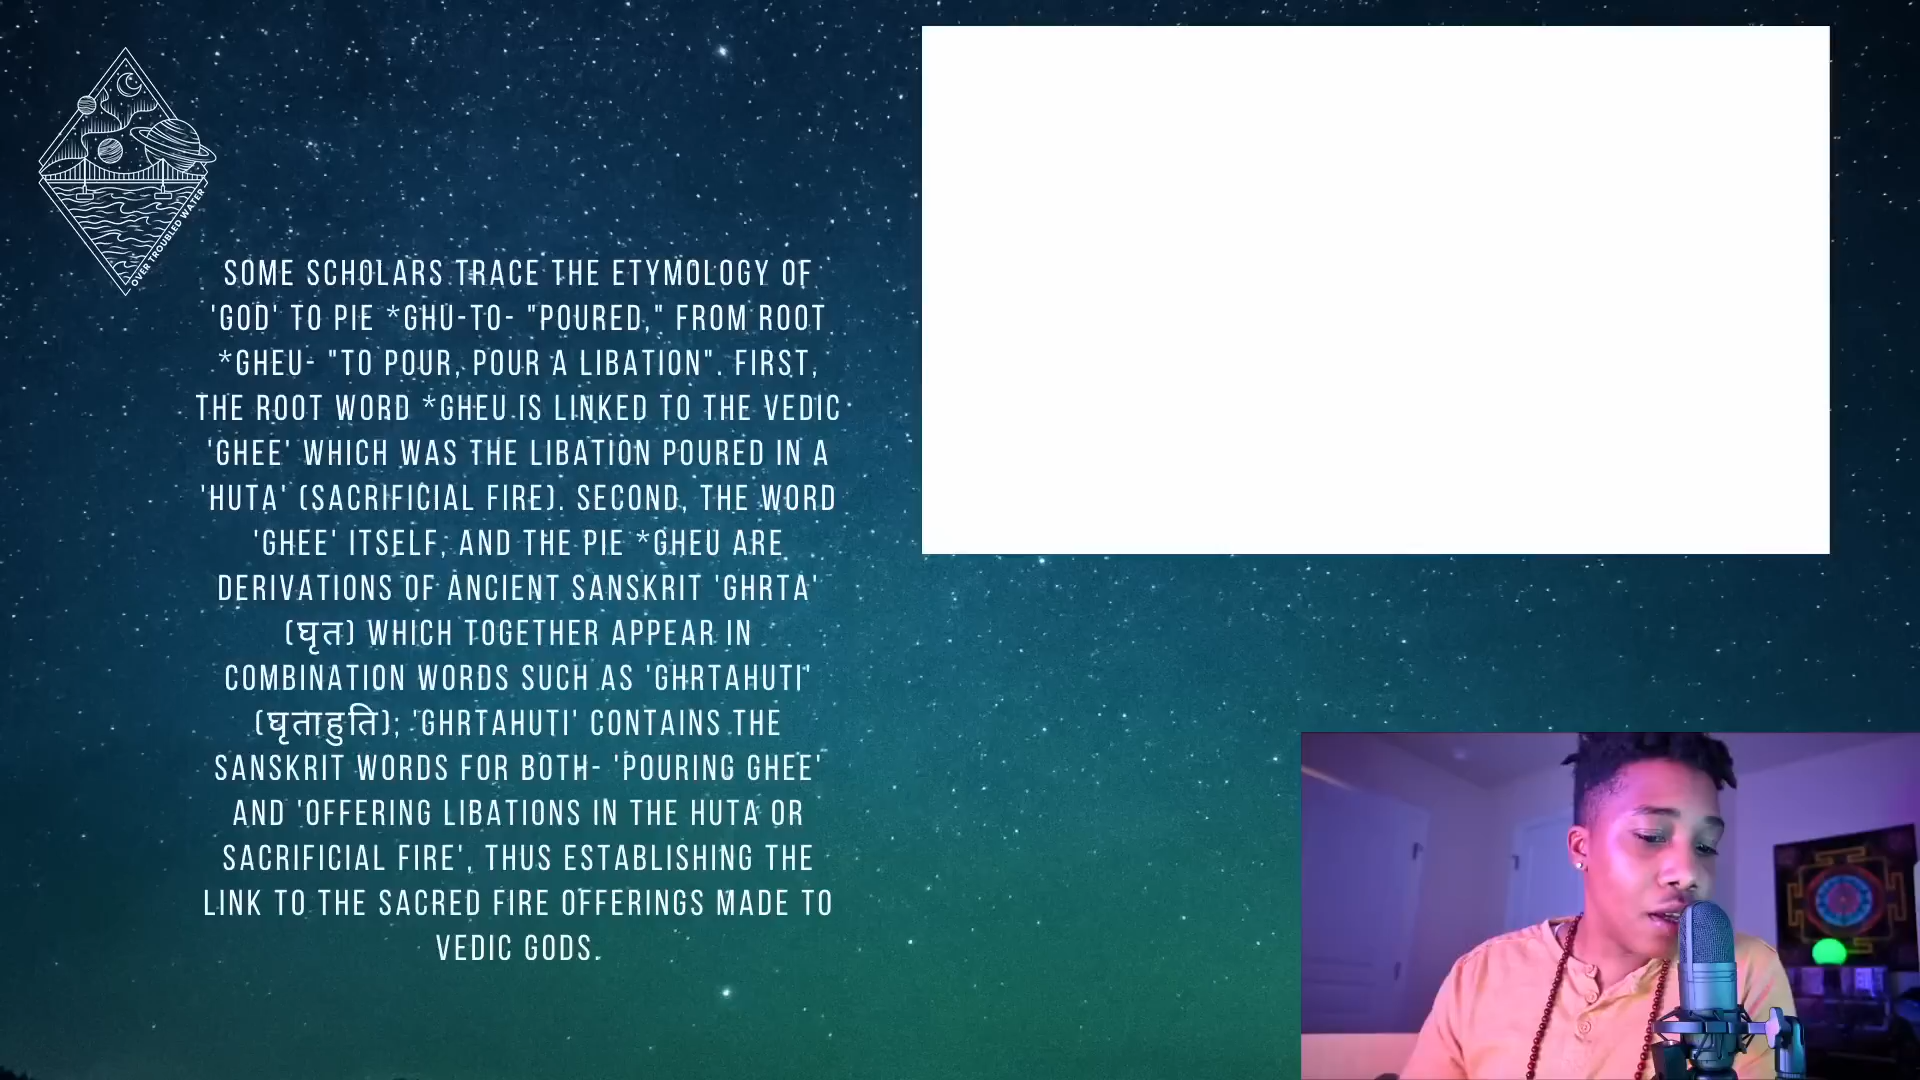 OVER TROUBLED WATER
SOME SCHOLARS TRACE THE ETYMOLOGY OF
'GOD' TO PIE *GHU-TO- "POURED," FROM ROOT
*GHEU- "TO POUR, POUR A LIBATION". FIRST,
THE ROOT WORD *GHEU IS LINKED TO THE VEDIC
'GHEE' WHICH WAS THE LIBATION POURED IN A
'HUTA' (SACRIFICIAL FIRE). SECOND, THE WORD
'GHEE' ITSELF, AND THE PIE *GHEU ARE
DERIVATIONS OF ANCIENT SANSKRIT 'GHRTA'
(घृत) WHICH TOGETHER APPEAR IN
COMBINATION WORDS SUCH AS 'GHRTAHUTI'
(घृताहुति); 'GHRTAHUTI' CONTAINS THE
SANSKRIT WORDS FOR BOTH- 'POURING GHEE'
AND 'OFFERING LIBATIONS IN THE HUTA OR
SACRIFICIAL FIRE', THUS ESTABLISHING THE
LINK TO THE SACRED FIRE OFFERINGS MADE TO
VEDIC GODS.